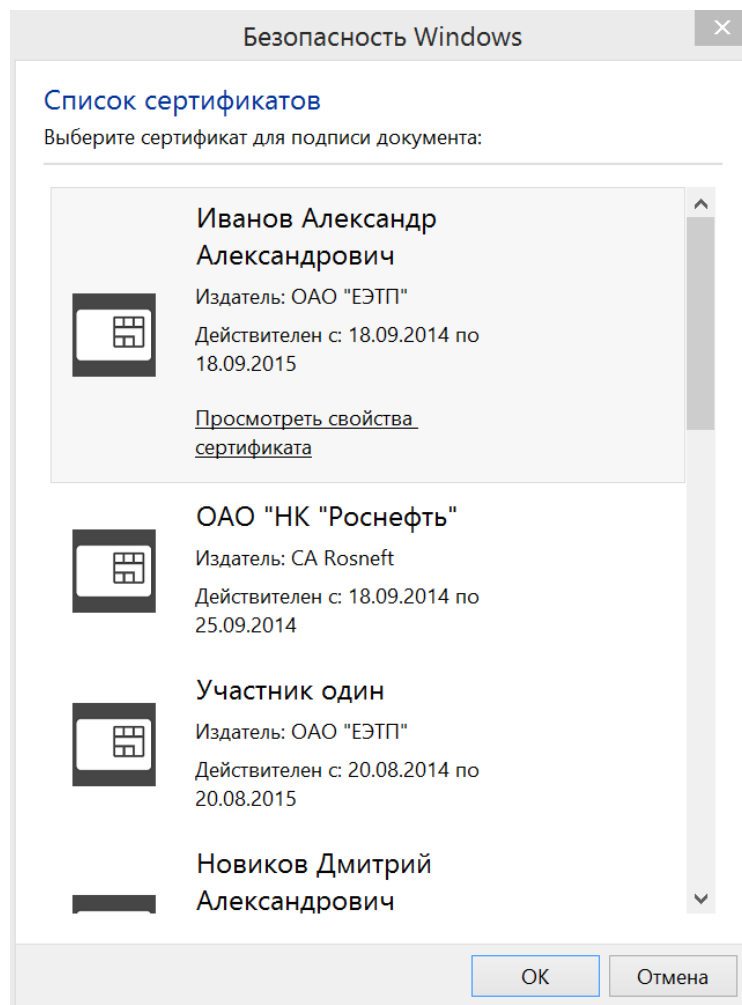 Безопасность Windows
Список сертификатов
Выберите сертификат для подписи документа:
Иванов Александр
Александрович
Издатель: ОАО "ЕЭТП"
Действителен с: 18.09.2014 по
18.09.2015
Просмотреть свойства
сертификата
ОАО "НК "Роснефть"
Издатель: CA Rosneft
Действителен с: 18.09.2014 по
25.09.2014
Участник один
Издатель: ОАО "ЕЭТП"
Действителен с: 20.08.2014 по
20.08.2015
Новиков Дмитрий
Александрович
ОК
Отмена